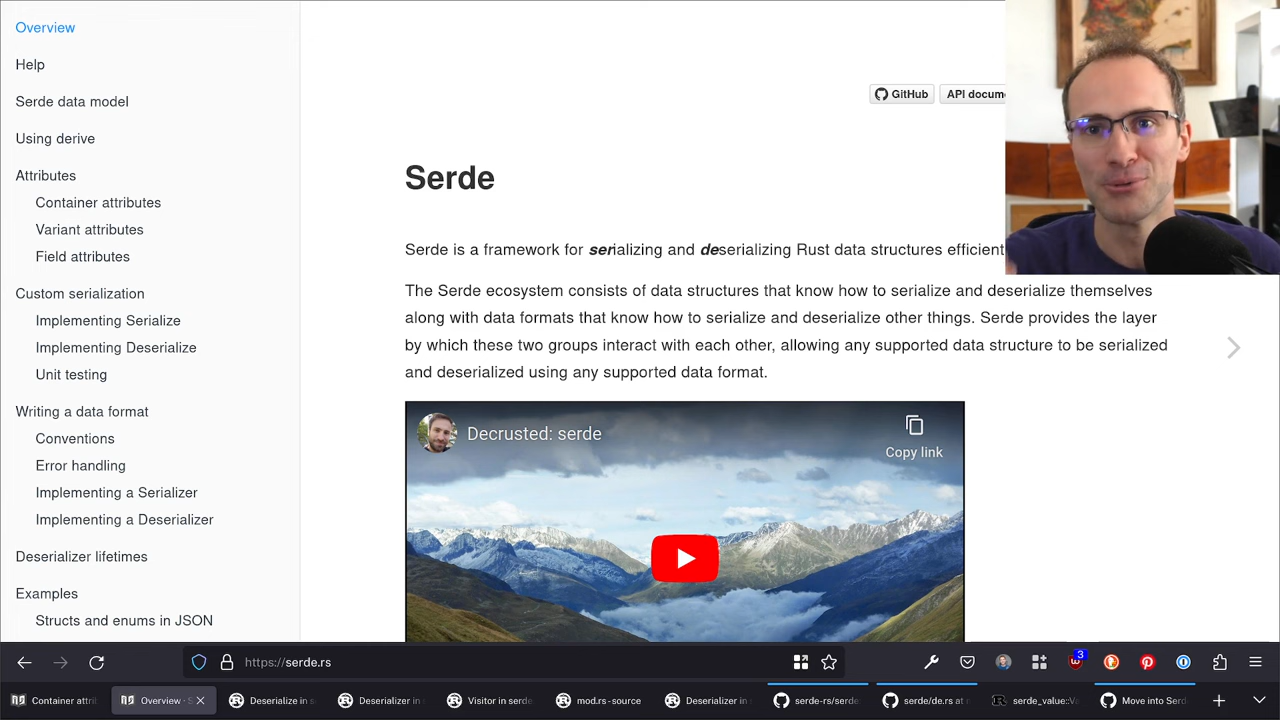 Overview
Help
Serde data model
Using derive
Attributes
Container attributes
Variant attributes
Field attributes
Custom serialization
Implementing Serialize
Implementing Deserialize
Unit testing
Writing a data format
Conventions
Error handling
Implementing a Serializer
Implementing a Deserializer
Deserializer lifetimes
Examples
Structs and enums in JSON
GitHub
API docume
Serde
Serde is a framework for serializing and deserializing Rust data structures efficient
The Serde ecosystem consists of data structures that know how to serialize and deserialize themselves
along with data formats that know how to serialize and deserialize other things. Serde provides the layer
by which these two groups interact with each other, allowing any supported data structure to be serialized
and deserialized using any supported data format.
Decrusted: serde
Copy link
https://serde.rs
3
Container attri
Overview · S
Deserialize in s
Deserializer in
Visitor in serde
mod.rs - source
Deserializer in
serde-rs/serde
serde/de.rs at
serde_value::V
Move into Serd